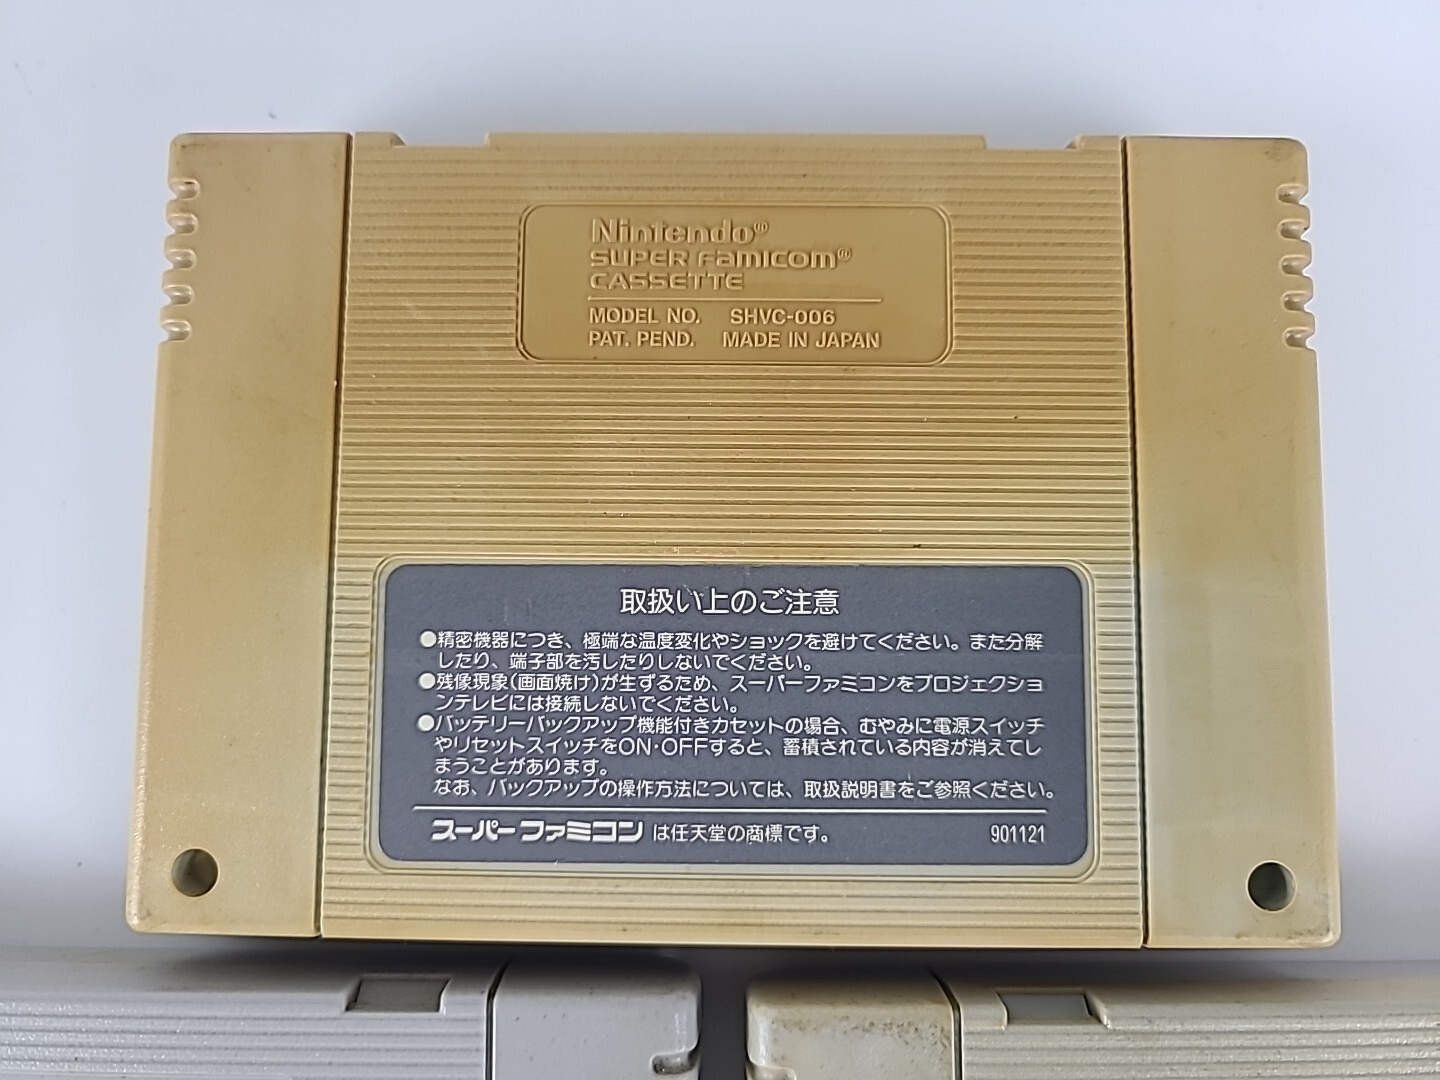 Nintendo®
SUPER FAMICOM®
CASSETTE
MODEL NO. SHVC-006
PAT. PEND. MADE IN JAPAN
取扱い上のご注意
●精密機器につき、極端な温度変化やショックを避けてください。また分解
したり、端子部を汚したりしないでください。
●残像現象(画面焼け)が生ずるため、スーパーファミコンをプロジェクショ
ンテレビには接続しないでください。
●バッテリーバックアップ機能付きカセットの場合、むやみに電源スイッチ
やリセットスイッチをON·OFFすると、蓄積されている内容が消えてし
まうことがあります。
なお、バックアップの操作方法については、取扱説明書をご参照ください。
スーパーファミコン は任天堂の商標です。 901121